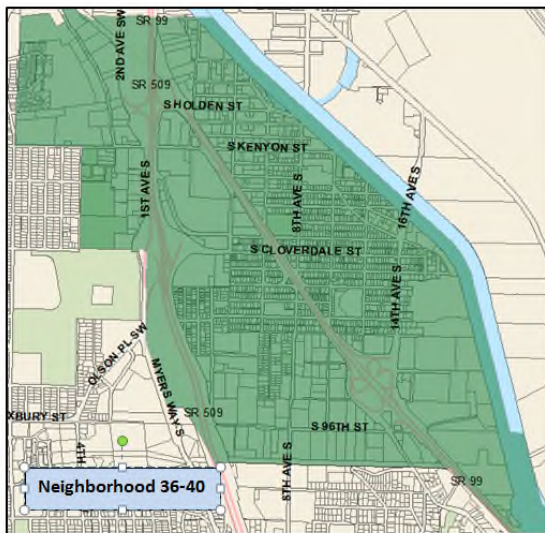 SR 99
2ND AVE SW
SR 509
S HOLDEN ST
S KENYON ST
1ST AVE S
8TH AVE S
16TH AVE S
S CLOVERDALE ST
14TH AVE S
OLSON PL SW
MYERS WAY S
XBURY ST
4TH
SR 509
S 96TH ST
8TH AVE S
SR 99
Neighborhood 36-40